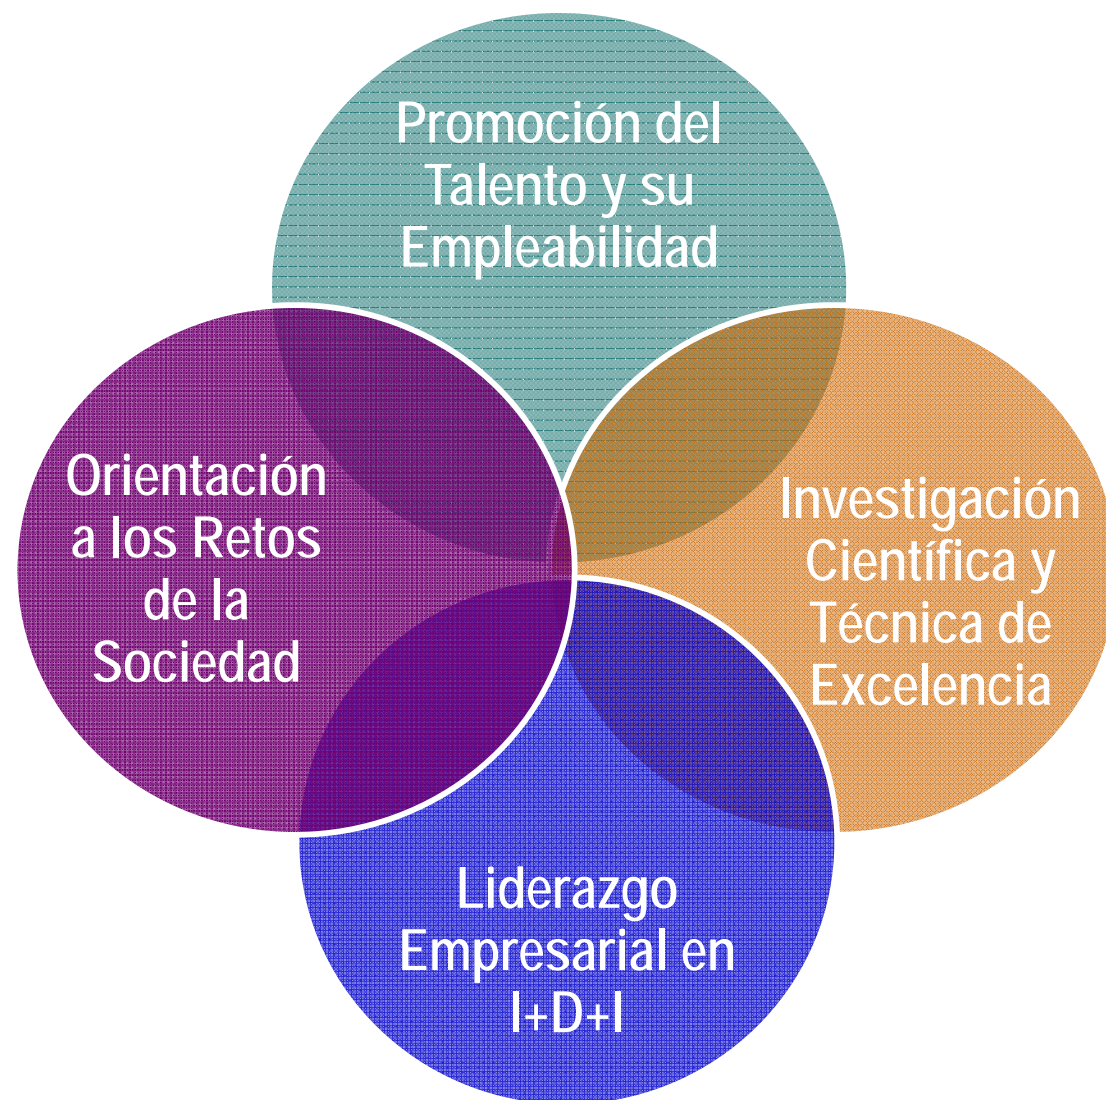 Promoción del
Talento y su
Empleabilidad
Orientación
a los Retos
de la
Sociedad
Investigación
Científica y
Técnica de
Excelencia
Liderazgo
Empresarial en
I+D+I